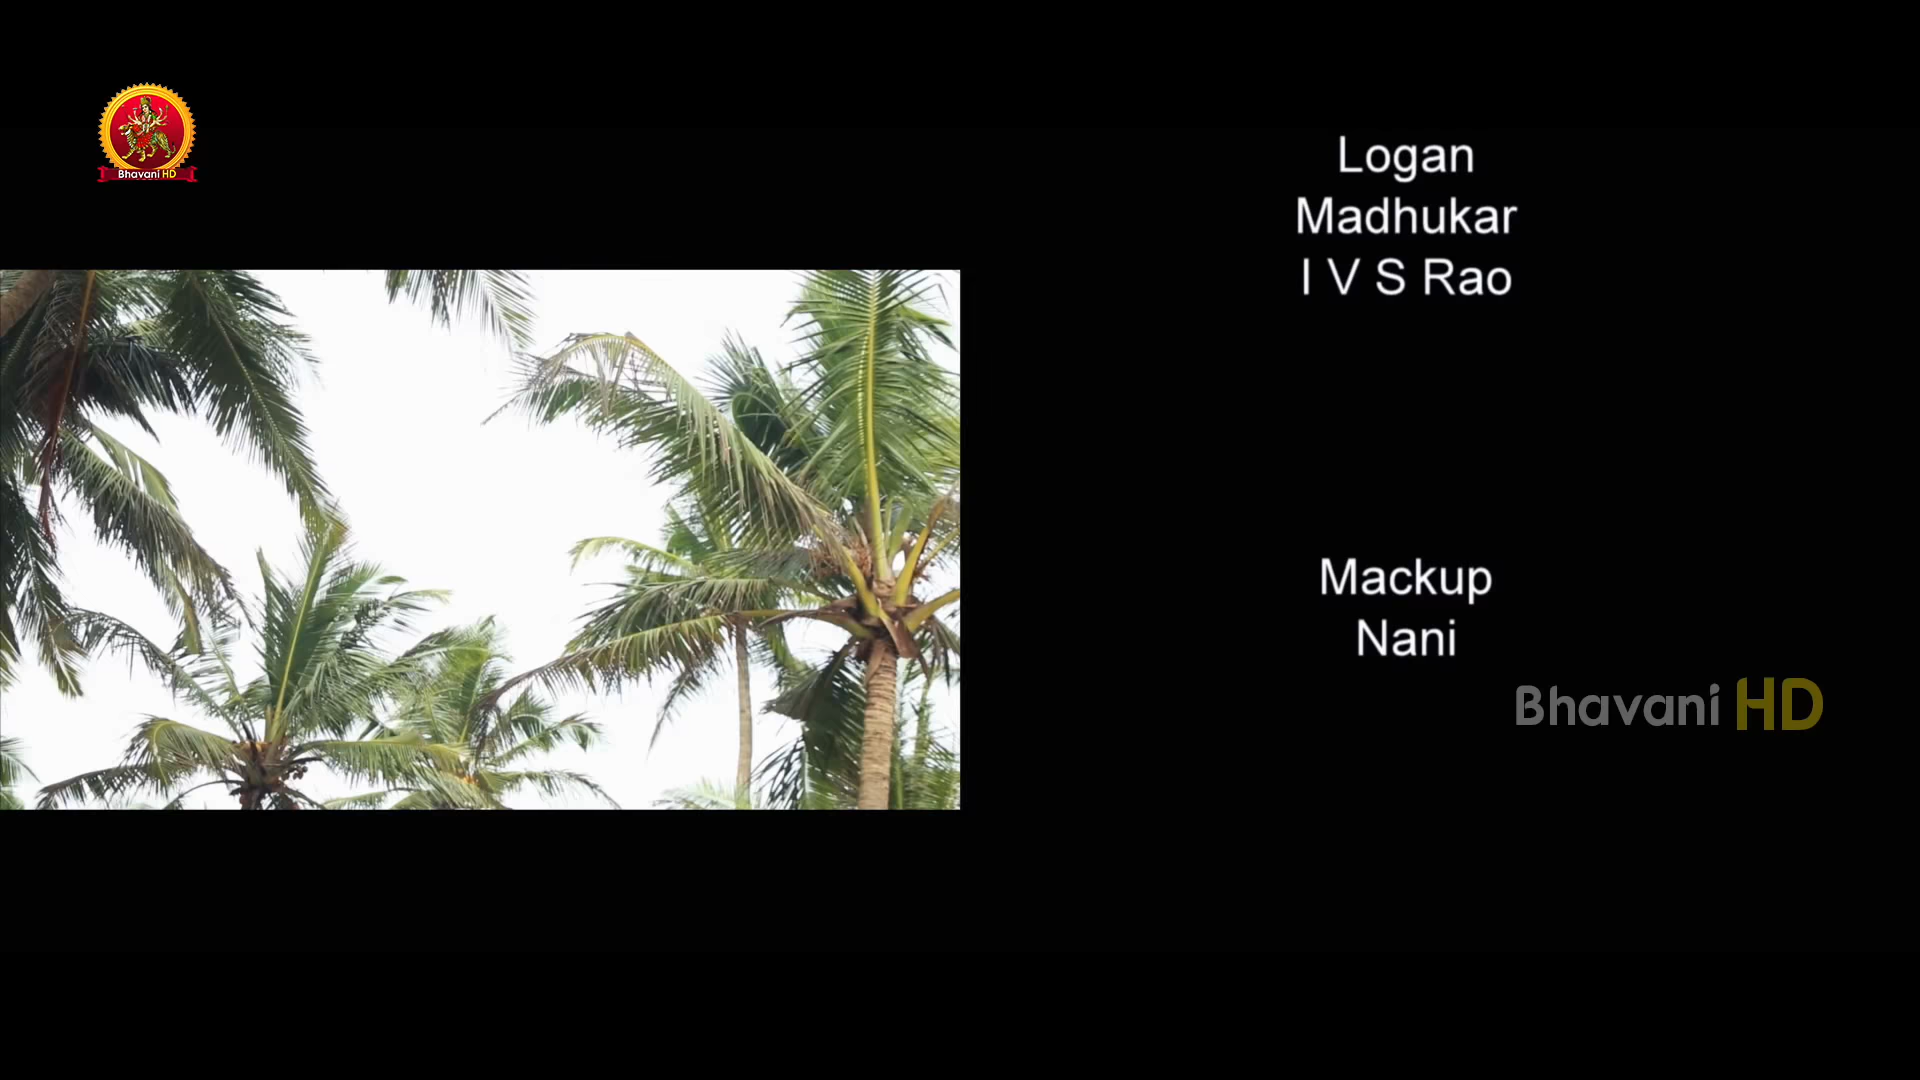 Bhavani HD
Logan
Madhukar
I V S Rao
Mackup
Nani
Bhavani HD